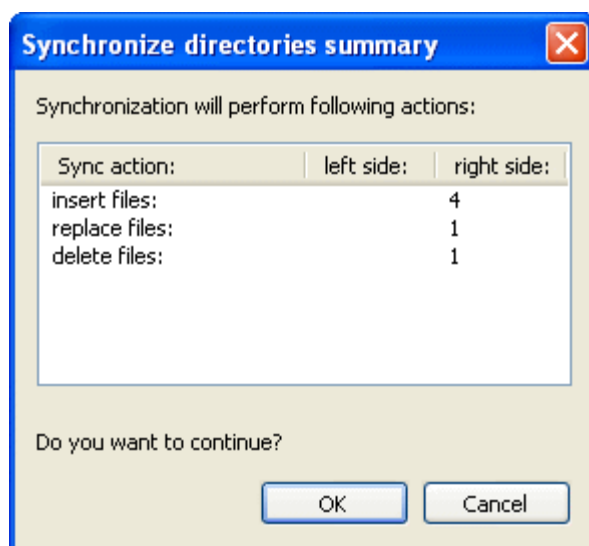 Synchronize directories summary
Synchronization will perform following actions:
Sync action: left side: right side:
insert files: 4
replace files: 1
delete files: 1
Do you want to continue?
OK Cancel